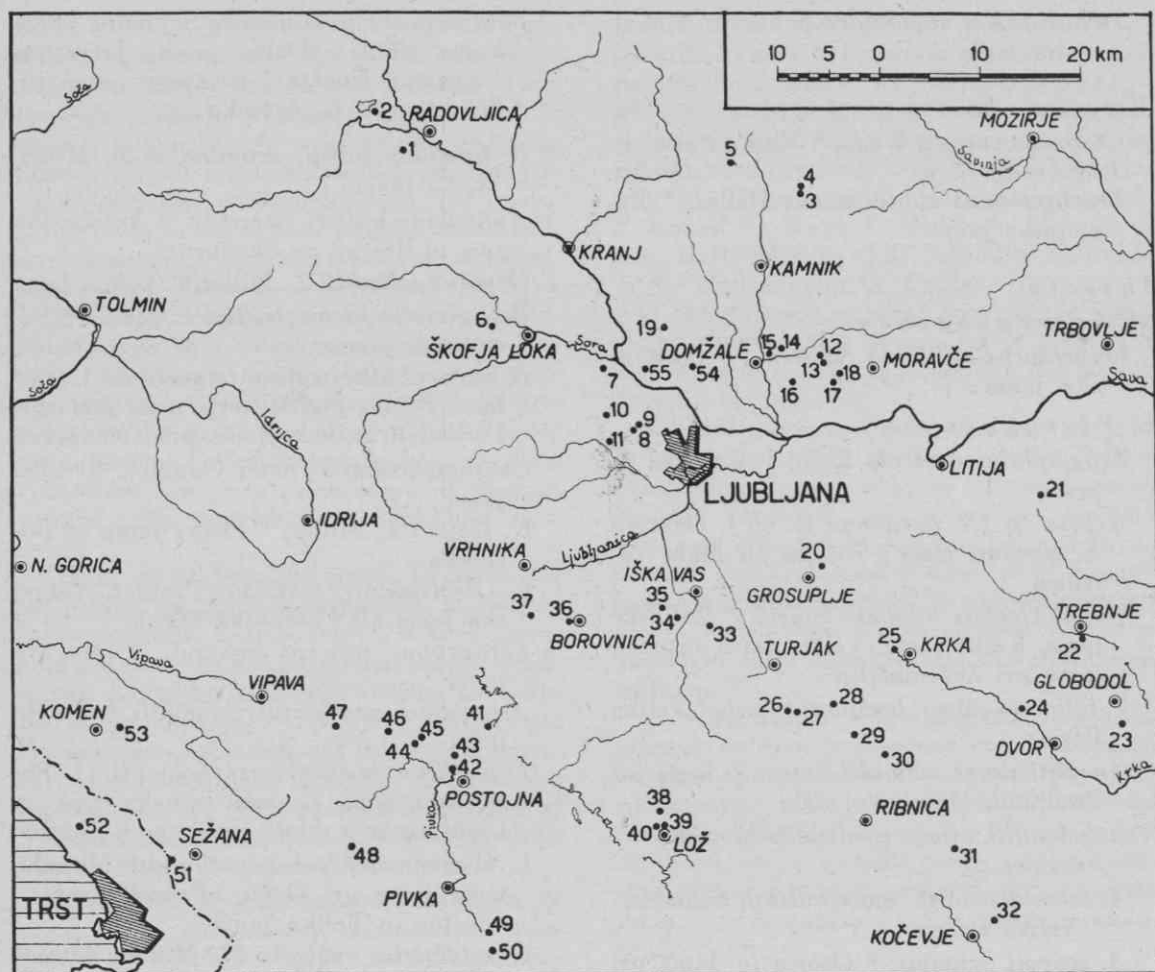 10 0 10 20 km
Soča
2
RADOVLJICA
1
MOZIRJE
Savinja
5
4
3
KRANJ
KAMNIK
TOLMIN
6
ŠKOFJA LOKA
Sora
19
15 14
12
13
18
DOMŽALE
MORAVČE
TRBOVLJE
7
55
54
16
17
Sava
Soča
Idrica
10
9
8
11
LJUBLJANA
LITIJA
21
IDRIJA
VRHNIKA
Ljubljanica
N. GORICA
IŠKA VAS
20
GROSUPLJE
37
36
BOROVNICA
35
34
33
TREBNJE
22
25
KRKA
TURJAK
Vipava
VIPAVA
GLOBODOL
KOMEN
53
47
46
45
44
41
26
27
28
24
23
29
DVOR
Krka
43
42
POSTOJNA
30
Pivka
38
39
40
LOŽ
RIBNICA
52
SEŽANA
51
48
31
TRST
PIVKA
49
50
32
KOČEVJE